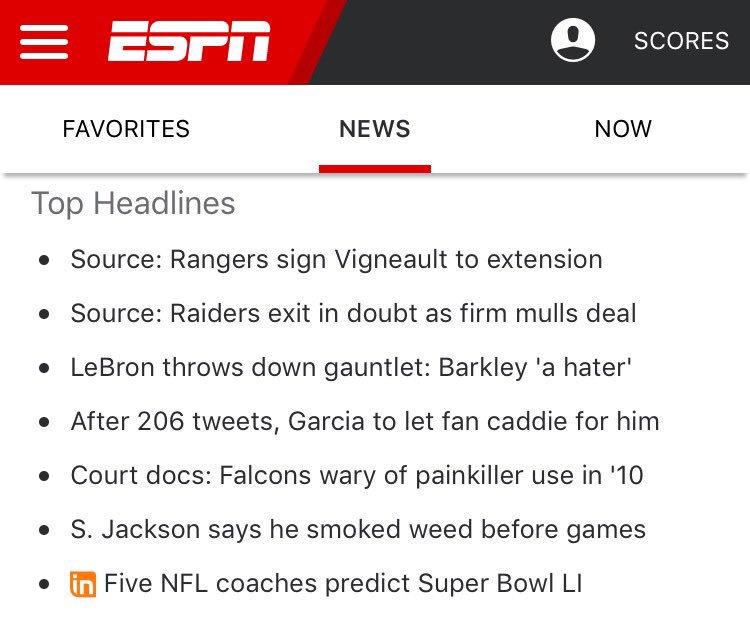 ESPN
SCORES
FAVORITES
NEWS
NOW
Top Headlines
Source: Rangers sign Vigneault to extension
Source: Raiders exit in doubt as firm mulls deal
LeBron throws down gauntlet: Barkley 'a hater'
After 206 tweets, Garcia to let fan caddie for him
Court docs: Falcons wary of painkiller use in '10
S. Jackson says he smoked weed before games
in Five NFL coaches predict Super Bowl LI